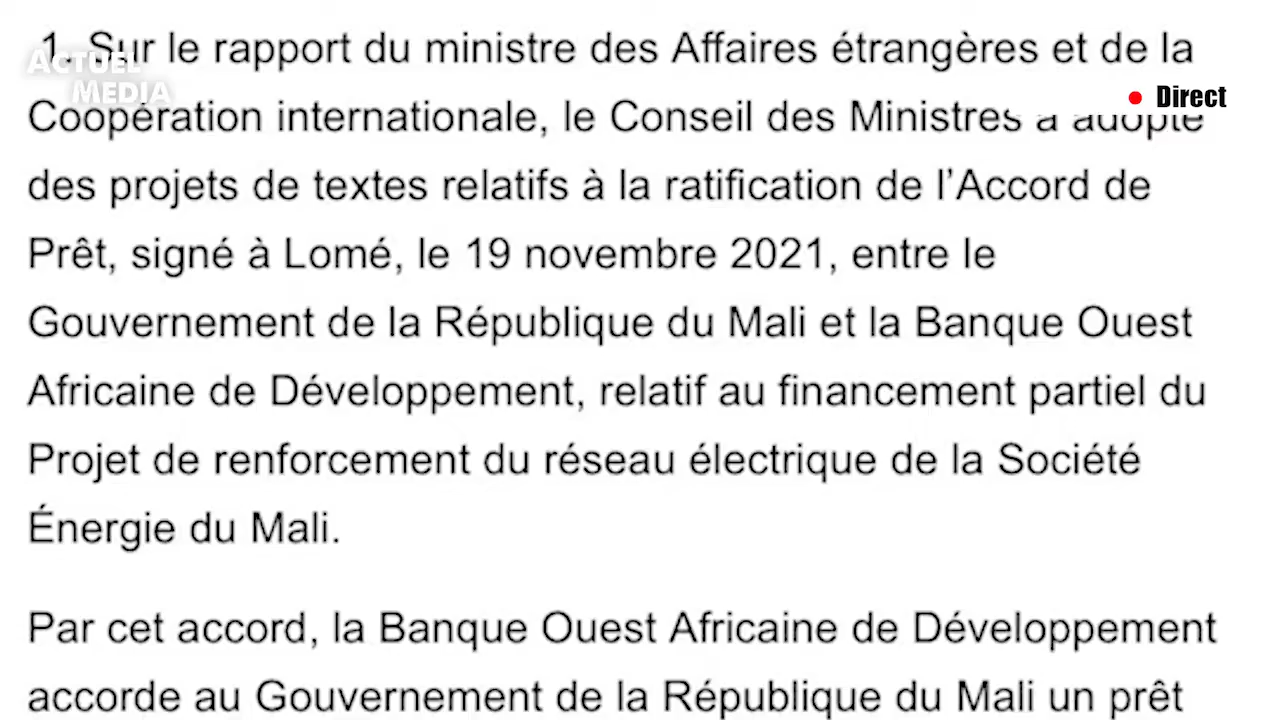 1. Sur le rapport du ministre des Affaires étrangères et de la
ACTUEL
MEDIA
Direct
Coopération internationale, le Conseil des Ministres a adopté
des projets de textes relatifs à la ratification de l’Accord de
Prêt, signé à Lomé, le 19 novembre 2021, entre le
Gouvernement de la République du Mali et la Banque Ouest
Africaine de Développement, relatif au financement partiel du
Projet de renforcement du réseau électrique de la Société
Énergie du Mali.
Par cet accord, la Banque Ouest Africaine de Développement
accorde au Gouvernement de la République du Mali un prêt